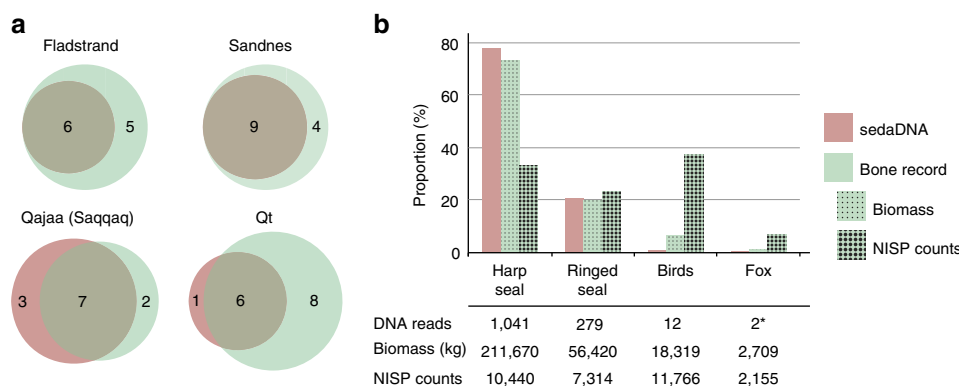 a
Fladstrand
6 5
Sandnes
9 4
Qajaa (Saqqaq)
3 7 2
Qt
1 6 8
b
Proportion (%)
80
60
40
20
0
Harp seal
Ringed seal
Birds
Fox
sedaDNA
Bone record
Biomass
NISP counts
DNA reads 1,041 279 12 2*
Biomass (kg) 211,670 56,420 18,319 2,709
NISP counts 10,440 7,314 11,766 2,155